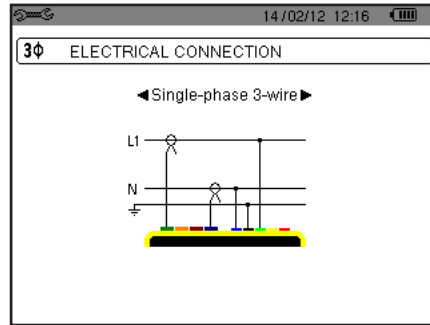 14/02/12 12:16
3Φ ELECTRICAL CONNECTION
◄Single-phase 3-wire►
L1
N